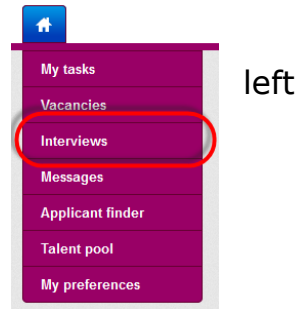 My tasks
left
Vacancies
Interviews
Messages
Applicant finder
Talent pool
My preferences